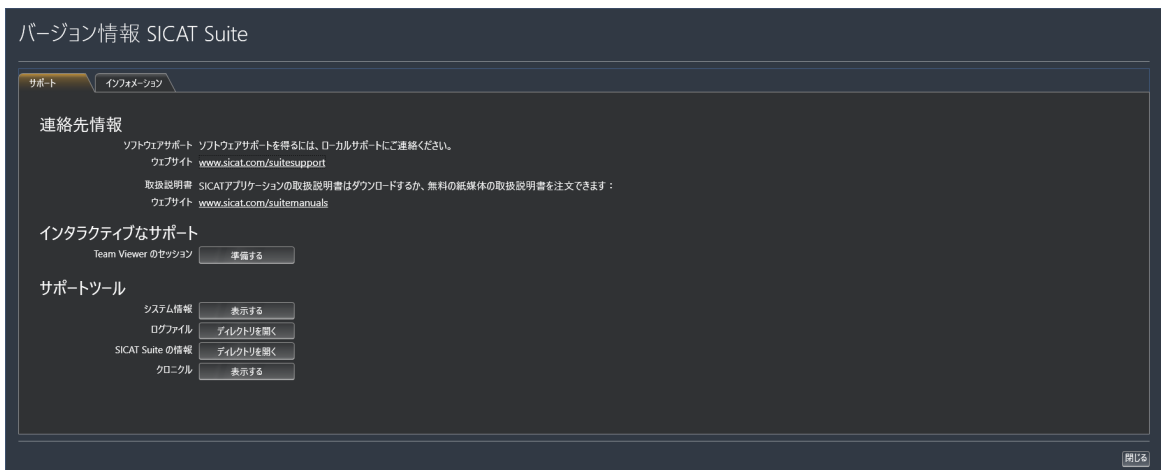 バージョン情報 SICAT Suite
サポート インフォメーション
連絡先情報
ソフトウェアサポート ソフトウェアサポートを得るには、ローカルサポートにご連絡ください。
ウェブサイト www.sicat.com/suitesupport
取扱説明書 SICATアプリケーションの取扱説明書はダウンロードするか、無料の紙媒体の取扱説明書を注文できます：
ウェブサイト www.sicat.com/suitemanuals
インタラクティブなサポート
Team Viewer のセッション 準備する
サポートツール
システム情報 表示する
ログファイル ディレクトリを開く
SICAT Suite の情報 ディレクトリを開く
クロニクル 表示する
閉じる